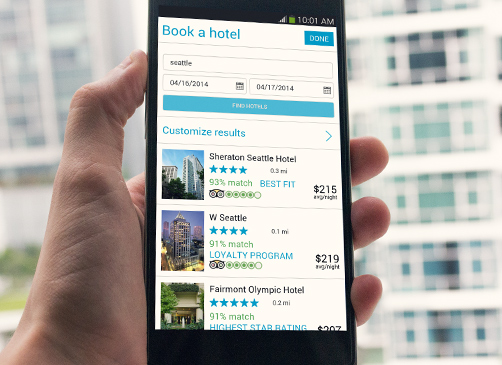 10:01 AM
Book a hotel
DONE
seattle
04/16/2014 04/17/2014
FIND HOTELS
Customize results
Sheraton Seattle Hotel
0.3 mi
93% match BEST FIT
$215
avg/night
W Seattle
0.1 mi
91% match
LOYALTY PROGRAM
$219
avg/night
Fairmont Olympic Hotel
0.2 mi
91% match
HIGHEST STAR RATING